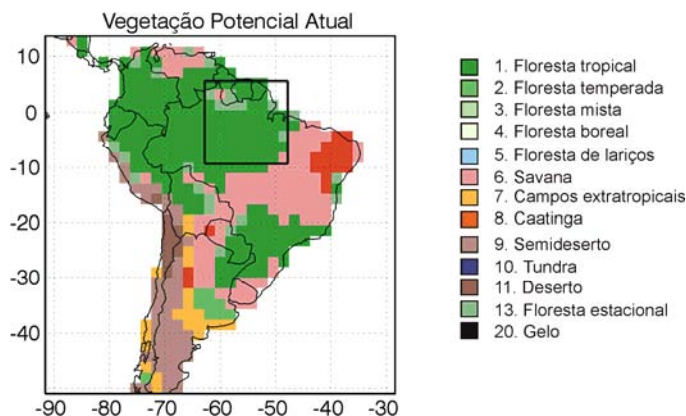 Vegetação Potencial Atual
10
0
-10
-20
-30
-40
-90
-80
-70
-60
-50
-40
-30
1. Floresta tropical
2. Floresta temperada
3. Floresta mista
4. Floresta boreal
5. Floresta de lariços
6. Savana
7. Campos extratropicais
8. Caatinga
9. Semideserto
10. Tundra
11. Deserto
13. Floresta estacional
20. Gelo